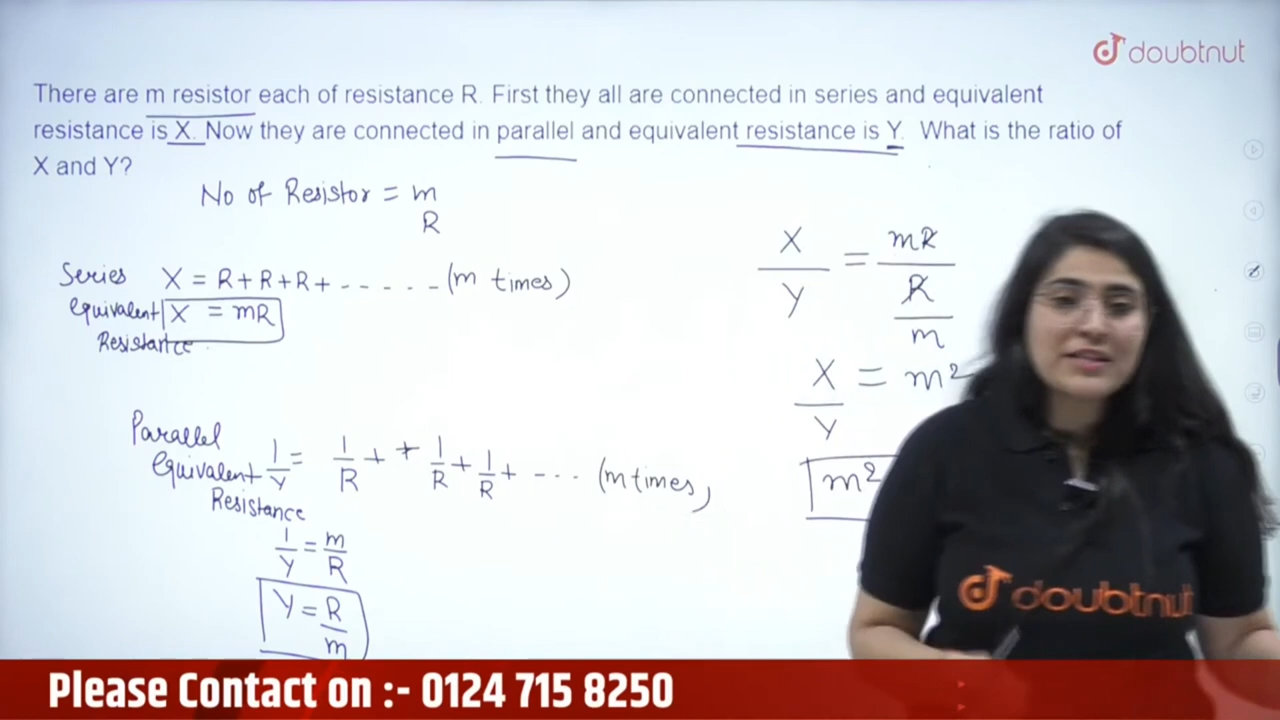 doubtnut
There are m resistor each of resistance R. First they all are connected in series and equivalent
resistance is X. Now they are connected in parallel and equivalent resistance is Y. What is the ratio of
X and Y?
No of Resistor = m
R
Series X = R+R+R+ ----- (m times)
Equivalent X = mR
Resistance
Parallel
Equivalent 1/Y = 1/R + + 1/R + 1/R + --- (m times)
Resistance
1/Y = m/R
Y = R/m
X/Y = mR/(R/m)
X/Y = m²
m²
doubtnut
Please Contact on :- 0124 715 8250